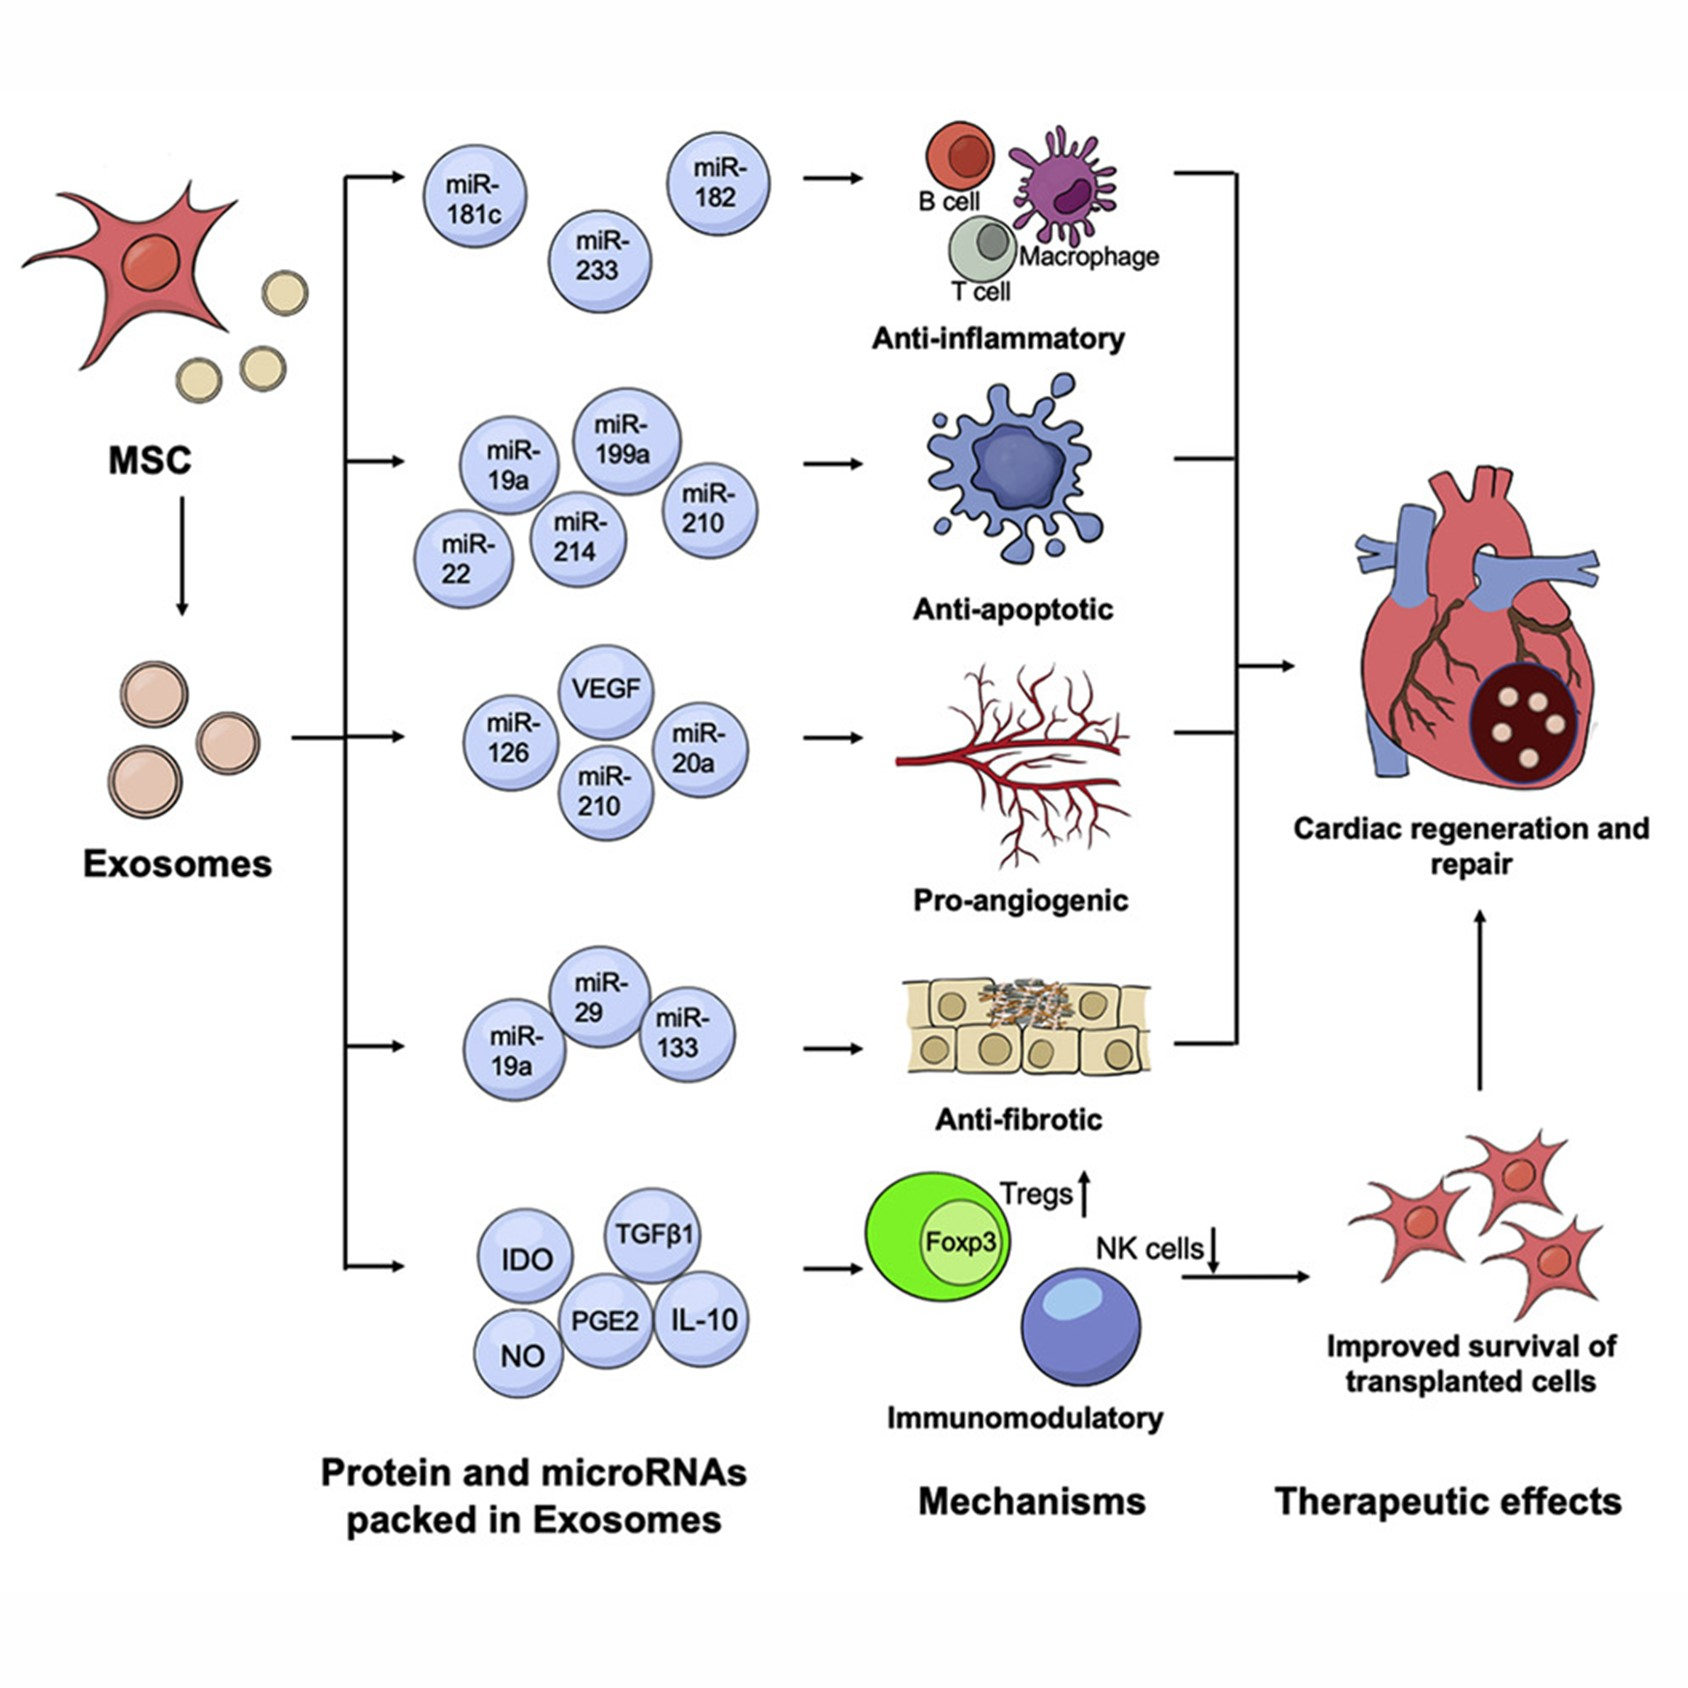 MSC
Exosomes
miR-
181c
miR-
233
miR-
182
B cell
Macrophage
T cell
Anti-inflammatory
miR-
19a
miR-
199a
miR-
210
miR-
22
miR-
214
Anti-apoptotic
VEGF
miR-
126
miR-
20a
miR-
210
Pro-angiogenic
miR-
29
miR-
19a
miR-
133
Anti-fibrotic
IDO
TGFβ1
PGE2
IL-10
NO
Tregs
Foxp3
NK cells
Immunomodulatory
Cardiac regeneration and
repair
Improved survival of
transplanted cells
Protein and microRNAs
packed in Exosomes
Mechanisms
Therapeutic effects